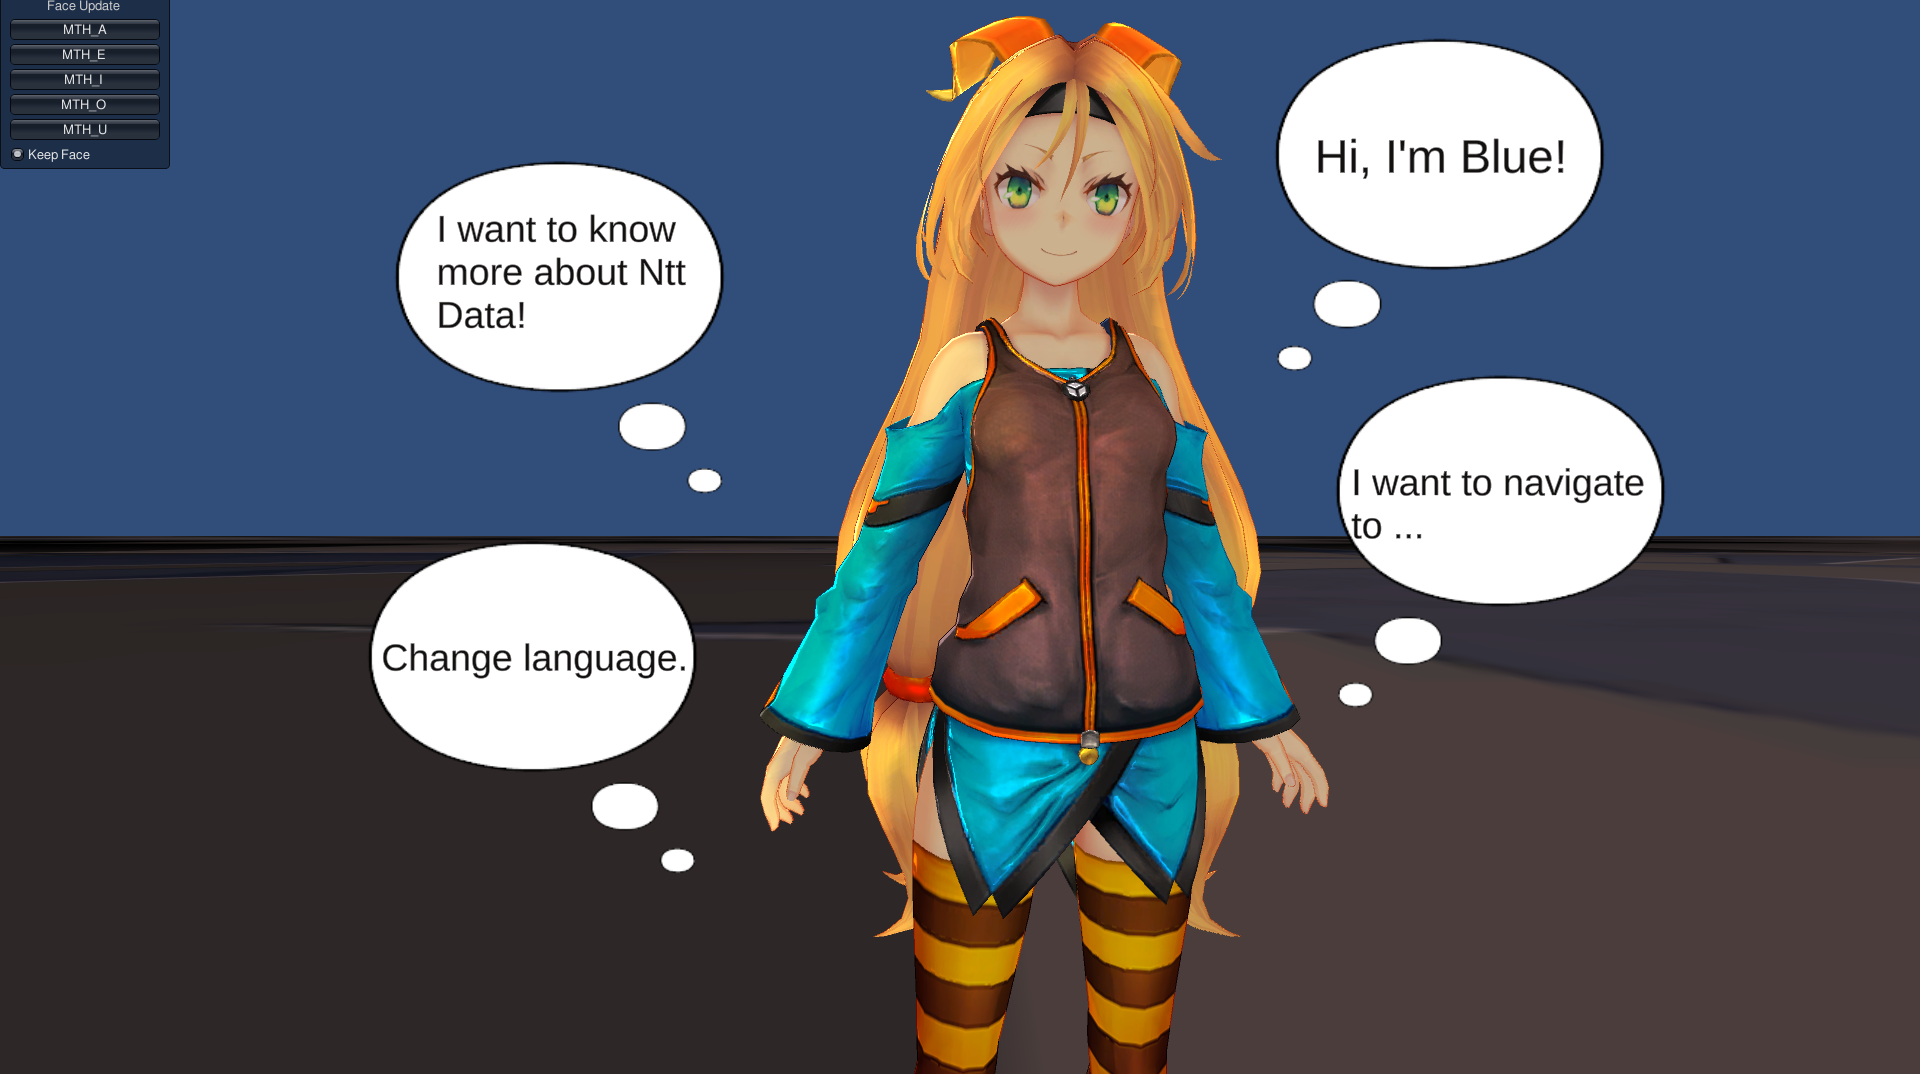 Face Update
MTH_A
MTH_E
MTH_I
MTH_O
MTH_U
Keep Face
Hi, I'm Blue!
I want to know
more about Ntt
Data!
I want to navigate
to ...
Change language.